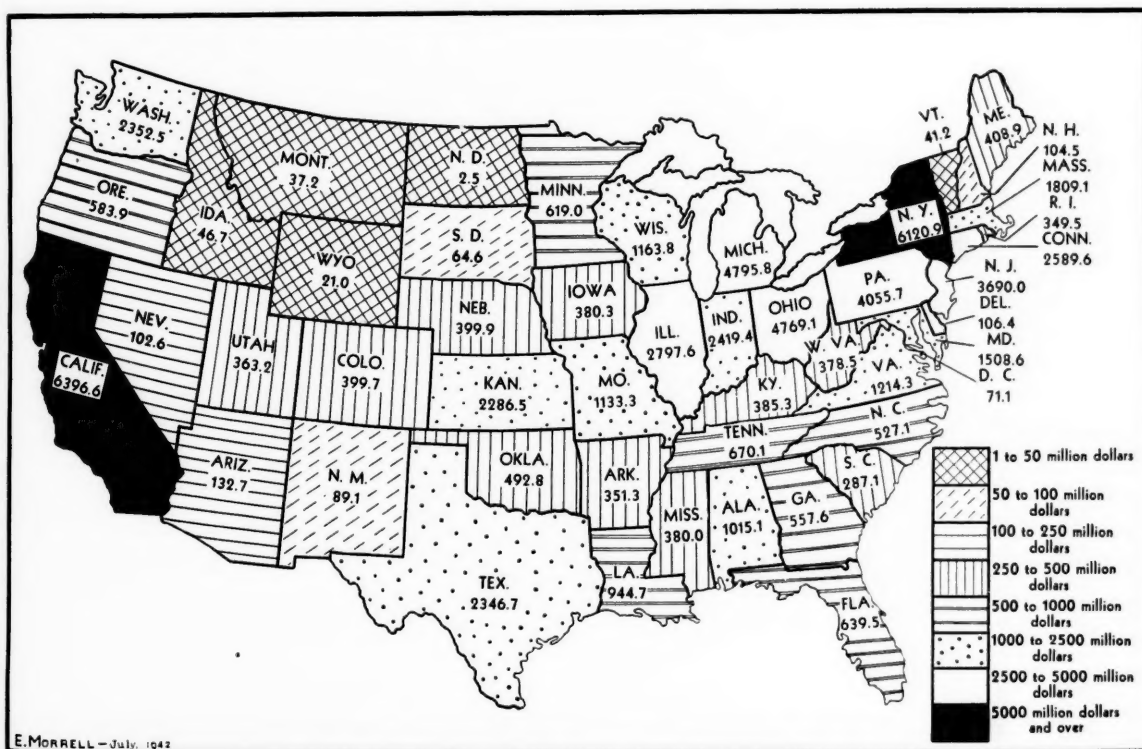 WASH.
2352.5
ORE.
583.9
CALIF.
6396.6
NEV.
102.6
IDA.
46.7
MONT
37.2
WYO.
21.0
UTAH
363.2
COLO.
399.7
ARIZ.
132.7
N. M.
89.1
N. D.
2.5
S. D.
64.6
NEB.
399.9
KAN.
2286.5
OKLA.
492.8
TEX.
2346.7
MINN.
619.0
IOWA
380.3
MO.
1133.3
ARK.
351.3
LA.
944.7
WIS.
1163.8
ILL.
2797.6
MICH.
4795.8
IND.
2419.4
OHIO
4769.1
KY.
385.3
TENN.
670.1
MISS.
380.0
ALA.
1015.1
GA.
557.6
FLA.
639.5
S. C.
287.1
N. C.
527.1
VA.
1214.3
W. VA.
378.5
PA.
4055.7
N. Y.
6120.9
VT.
41.2
ME.
408.9
N. H.
104.5
MASS.
1809.1
R. I.
349.5
CONN.
2589.6
N. J.
3690.0
DEL.
106.4
MD.
1508.6
D. C.
71.1
1 to 50 million dollars
50 to 100 million
dollars
100 to 250 million
dollars
250 to 500 million
dollars
500 to 1000 million
dollars
1000 to 2500 million
dollars
2500 to 5000 million
dollars
5000 million dollars
and over
E. MORRELL – July, 1942